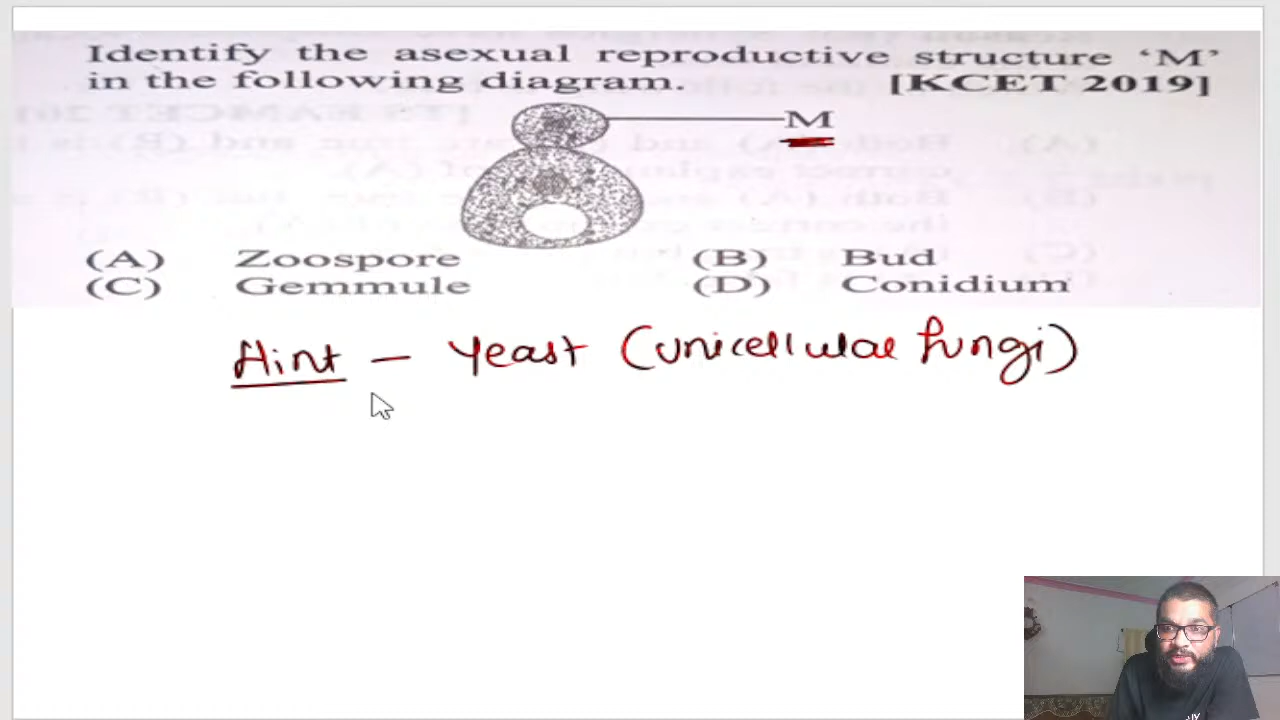 Identify the asexual reproductive structure ‘M’
in the following diagram. [KCET 2019]
M
(A) Zoospore (B) Bud
(C) Gemmule (D) Conidium
Hint – Yeast (unicellular fungi)